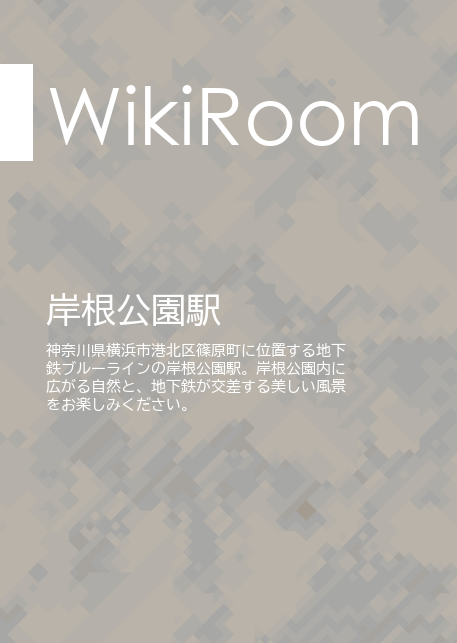 WikiRoom
岸根公園駅
神奈川県横浜市港北区篠原町に位置する地下
鉄ブルーラインの岸根公園駅。岸根公園内に
広がる自然と、地下鉄が交差する美しい風景
をお楽しみください。